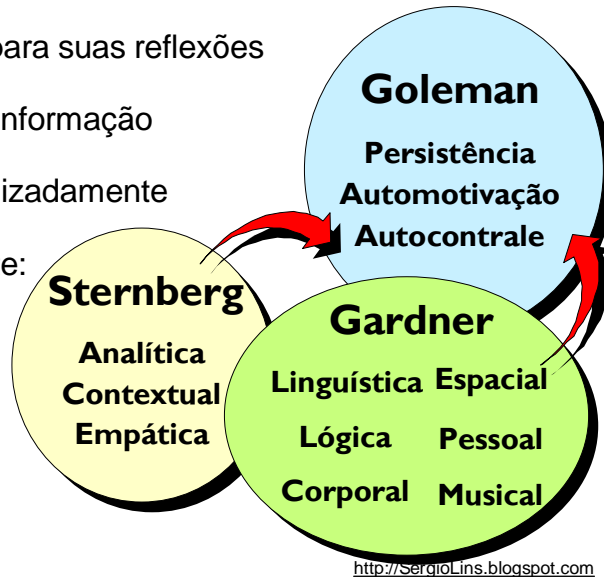 para suas reflexões
nformação
izadamente
e:
Goleman
Persistência
Automotivação
Autocontrale
Sternberg
Analítica
Contextual
Empática
Gardner
Linguística Espacial
Lógica Pessoal
Corporal Musical
http://SergioLins.blogspot.com